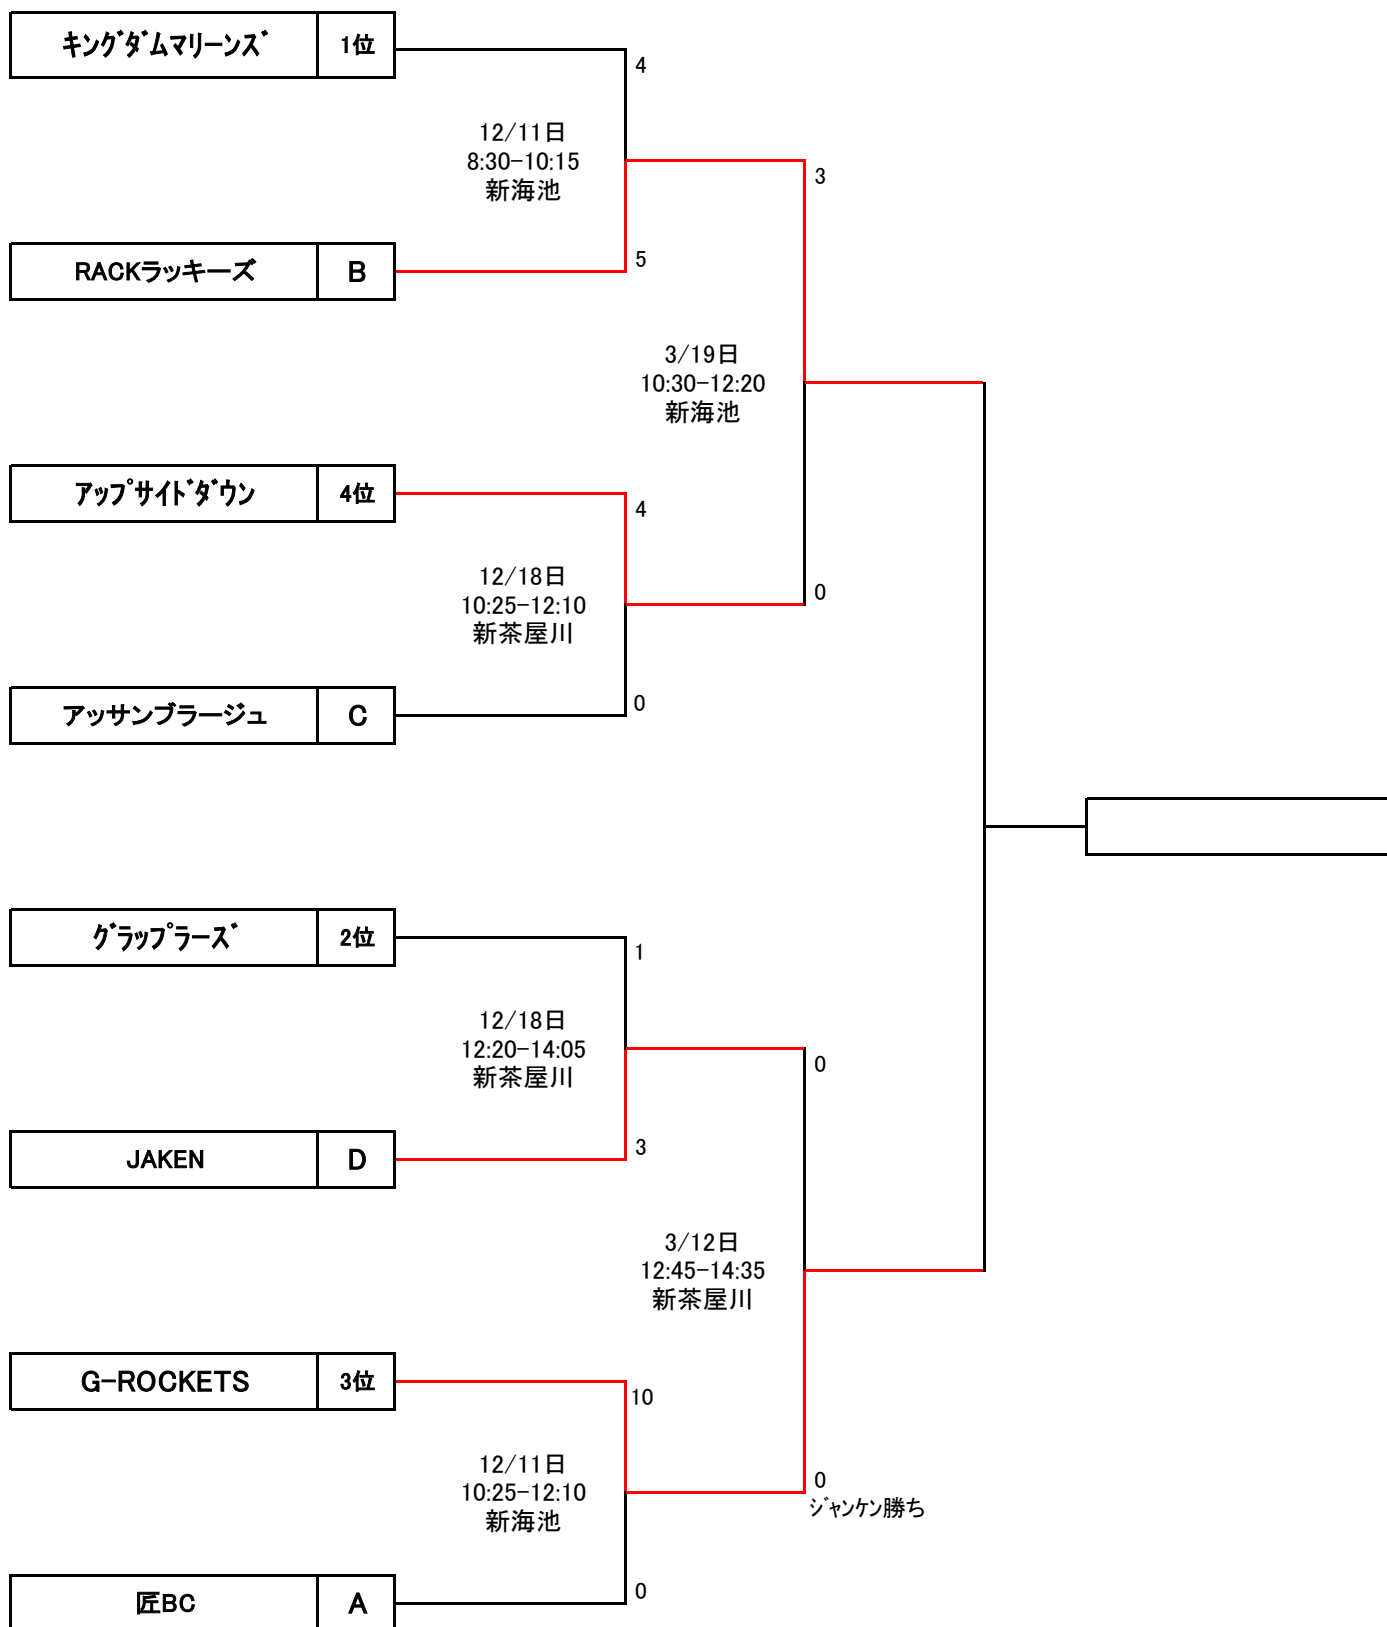 ｷﾝｸﾞﾀﾞﾑマリーンズ 1位
4
12/11日
8:30-10:15
新海池
3
RACKラッキーズ B
5
3/19日
10:30-12:20
新海池
ｱｯﾌﾟｻｲﾄﾞﾀﾞｳﾝ 4位
4
12/18日
10:25-12:10
新茶屋川
0
アッサンブラージュ C
0
ｸﾞﾗｯﾌﾟﾗｰｽﾞ 2位
1
12/18日
12:20-14:05
新茶屋川
0
JAKEN D
3
3/12日
12:45-14:35
新茶屋川
G-ROCKETS 3位
10
12/11日
10:25-12:10
新海池
0
ｼﾞｬﾝｹﾝ勝ち
匠BC A
0